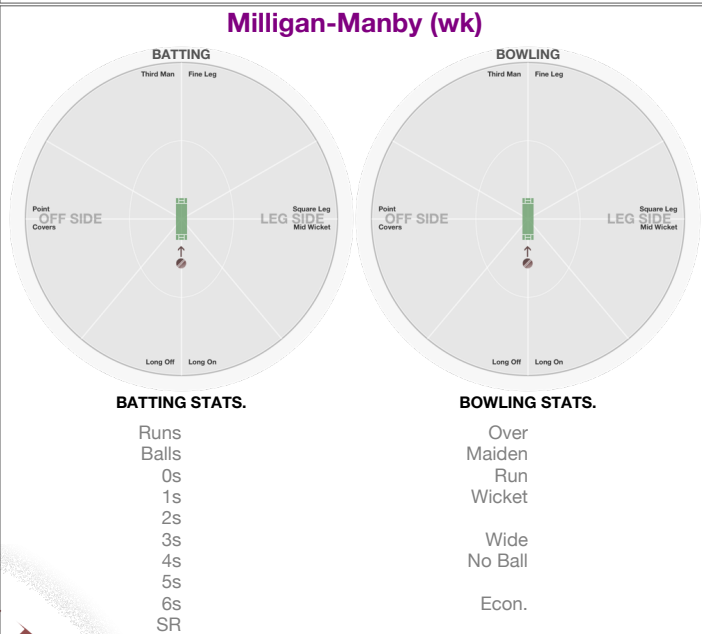 Milligan-Manby (wk)
BATTING
Third Man Fine Leg
Point
OFF SIDE
Covers
Square Leg
LEG SIDE
Mid Wicket
Long Off Long On
BATTING STATS.
Runs
Balls
0s
1s
2s
3s
4s
5s
6s
SR
BOWLING
Third Man Fine Leg
Point
OFF SIDE
Covers
Square Leg
LEG SIDE
Mid Wicket
Long Off Long On
BOWLING STATS.
Over
Maiden
Run
Wicket
Wide
No Ball
Econ.